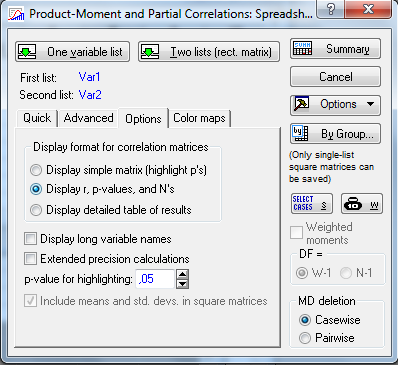 Product-Moment and Partial Correlations: Spreadsh...
One variable list
Two lists (rect. matrix)
First list: Var1
Second list: Var2
Quick
Advanced
Options
Color maps
Display format for correlation matrices
Display simple matrix (highlight p's)
Display r, p-values, and N's
Display detailed table of results
Display long variable names
Extended precision calculations
p-value for highlighting: ,05
Include means and std. devs. in square matrices
Summary
Cancel
Options
By Group...
(Only single-list
square matrices can
be saved)
SELECT
CASES S
W
Weighted
moments
DF =
W-1 N-1
MD deletion
Casewise
Pairwise